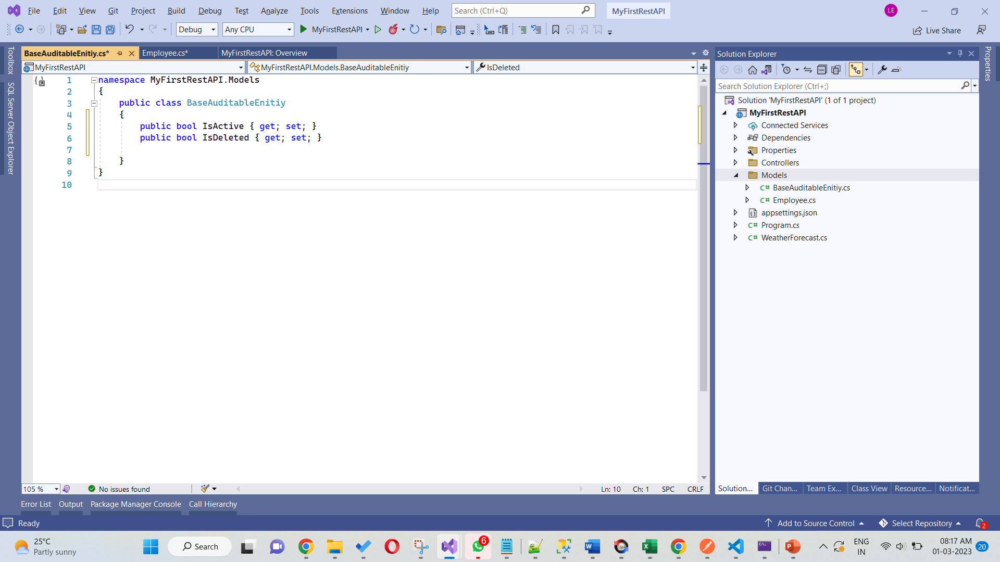 File Edit View Git Project Build Debug Test Analyze Tools Extensions Window Help Search (Ctrl+Q) MyFirstRestAPI LE
Debug Any CPU MyFirstRestAPI Live Share
Toolbox
SQL Server Object Explorer
BaseAuditableEnitiy.cs* Employee.cs* MyFirstRestAPI: Overview
MyFirstRestAPI MyFirstRestAPI.Models.BaseAuditableEnitiy IsDeleted
1 namespace MyFirstRestAPI.Models
2 {
3 public class BaseAuditableEnitiy
4 {
5 public bool IsActive { get; set; }
6 public bool IsDeleted { get; set; }
7
8 }
9 }
10
105 % No issues found Ln: 10 Ch: 1 SPC CRLF
Solution Explorer
Search Solution Explorer (Ctrl+;)
Solution 'MyFirstRestAPI' (1 of 1 project)
MyFirstRestAPI
Connected Services
Dependencies
Properties
Controllers
Models
C# BaseAuditableEnitiy.cs
C# Employee.cs
appsettings.json
C# Program.cs
C# WeatherForecast.cs
Solution... Git Chan... Team Ex... Class View Resource... Notificat...
Properties
Error List Output Package Manager Console Call Hierarchy
Ready Add to Source Control Select Repository 2
25°C
Partly sunny
Search
6
ENG
IN
08:17 AM
01-03-2023
20